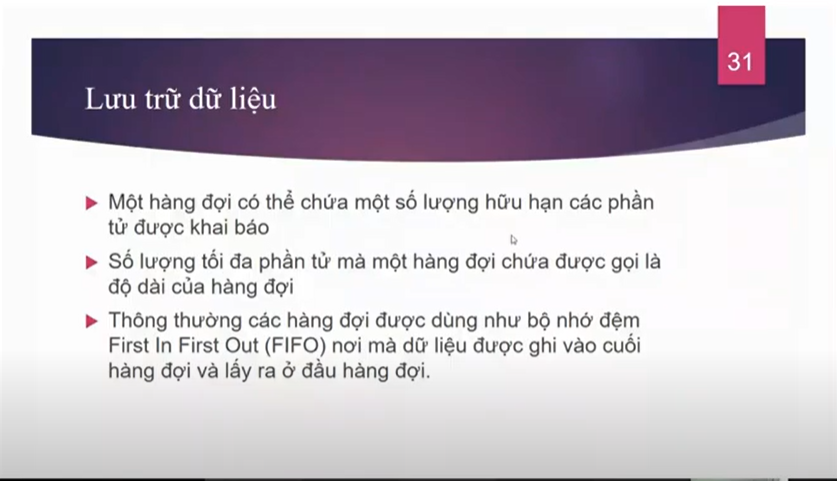 31
Lưu trữ dữ liệu
Một hàng đợi có thể chứa một số lượng hữu hạn các phần
tử được khai báo
Số lượng tối đa phần tử mà một hàng đợi chứa được gọi là
độ dài của hàng đợi
Thông thường các hàng đợi được dùng như bộ nhớ đệm
First In First Out (FIFO) nơi mà dữ liệu được ghi vào cuối
hàng đợi và lấy ra ở đầu hàng đợi.